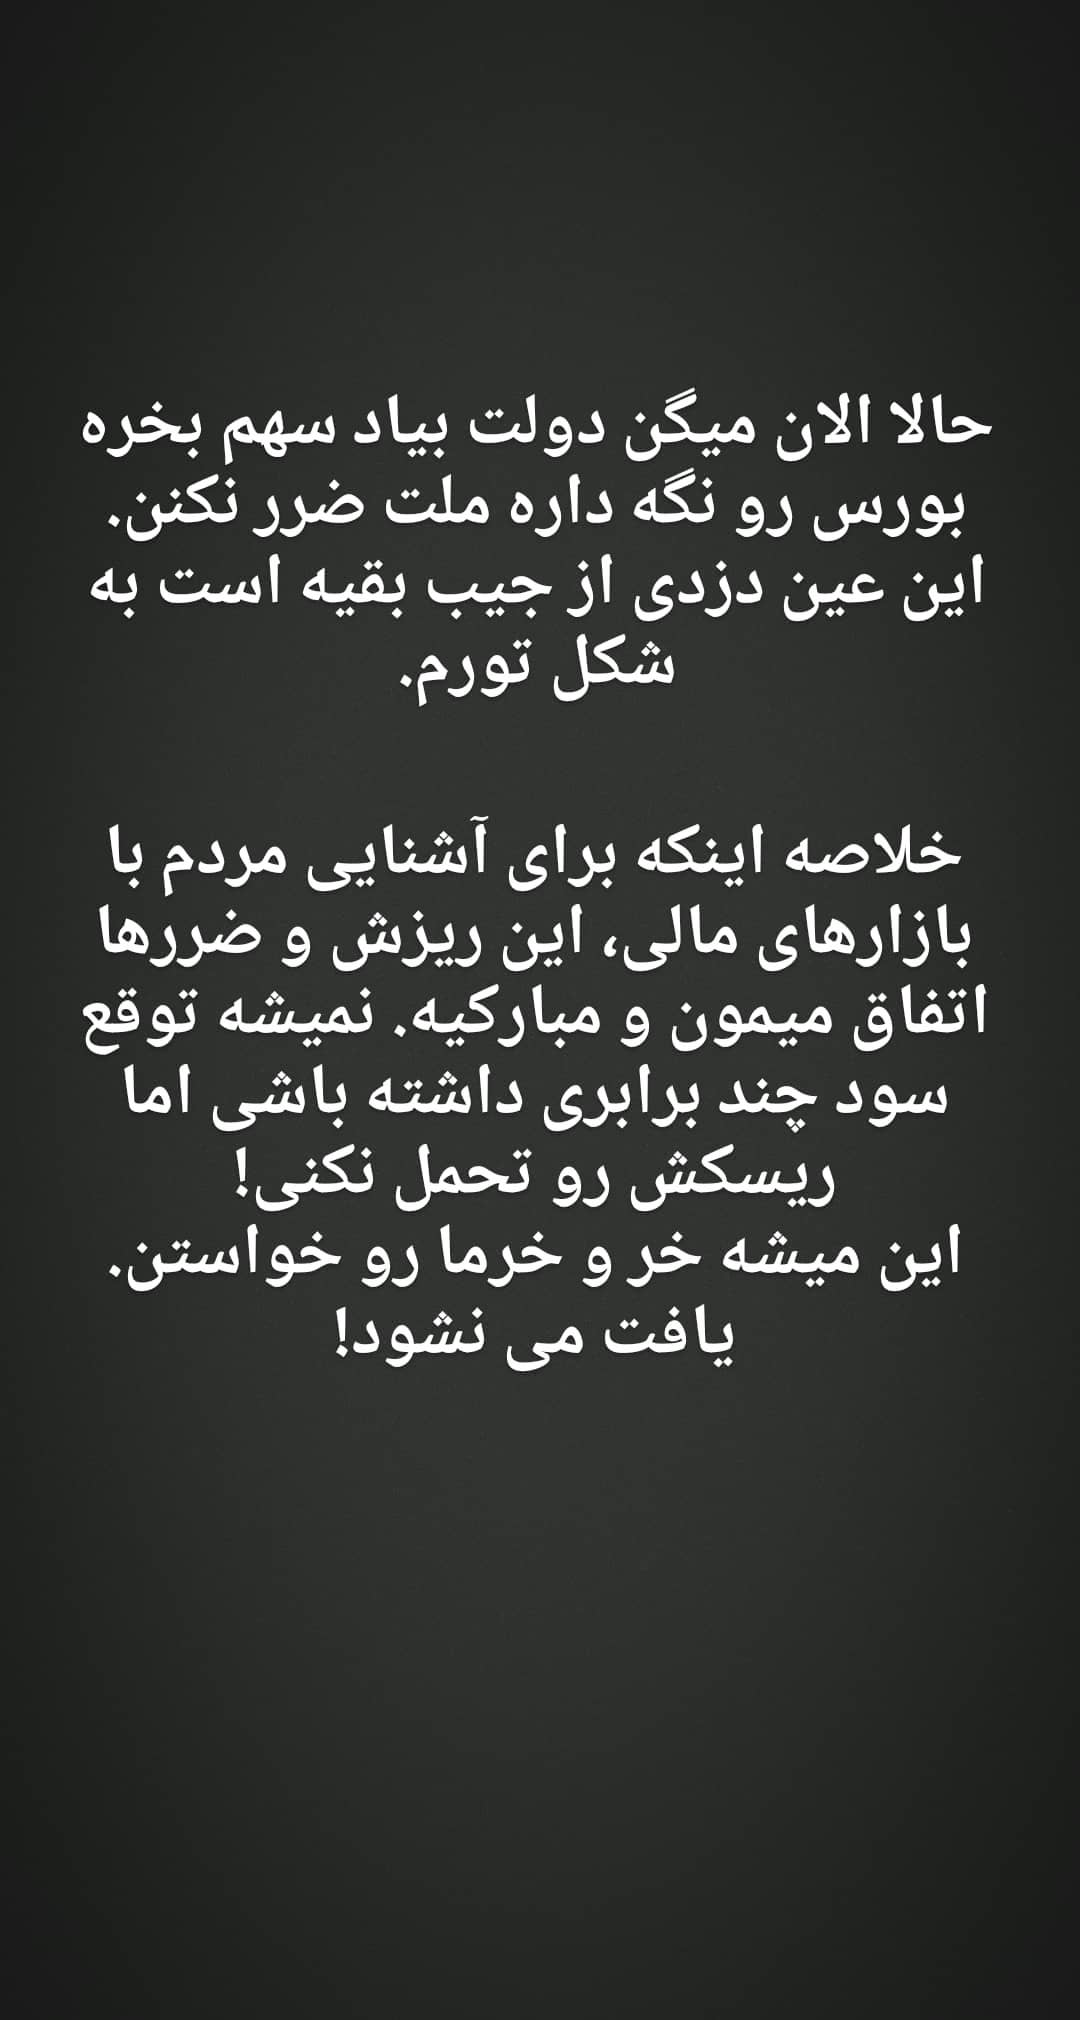 حالا الان میگن دولت بیاد سهم بخره
بورس رو نگه داره ملت ضرر نکنن.
این عین دزدی از جیب بقیه است به
شکل تورم.
خلاصه اینکه برای آشنایی مردم با
بازارهای مالی، این ریزش و ضررها
اتفاق میمون و مبارکیه. نمیشه توقع
سود چند برابری داشته باشی اما
ریسکش رو تحمل نکنی!
این میشه خر و خرما رو خواستن.
یافت می نشود!